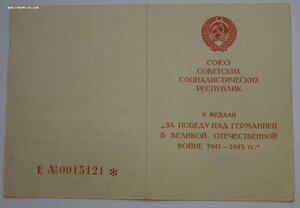 СОЮЗ
СОВЕТСКИХ
СОЦИАЛИСТИЧЕСКИХ
РЕСПУБЛИК
К МЕДАЛИ
„ЗА ПОБЕДУ НАД ГЕРМАНИЕЙ
В ВЕЛИКОЙ ОТЕЧЕСТВЕННОЙ
ВОЙНЕ 1941–1945 гг."
Е №0015121 *